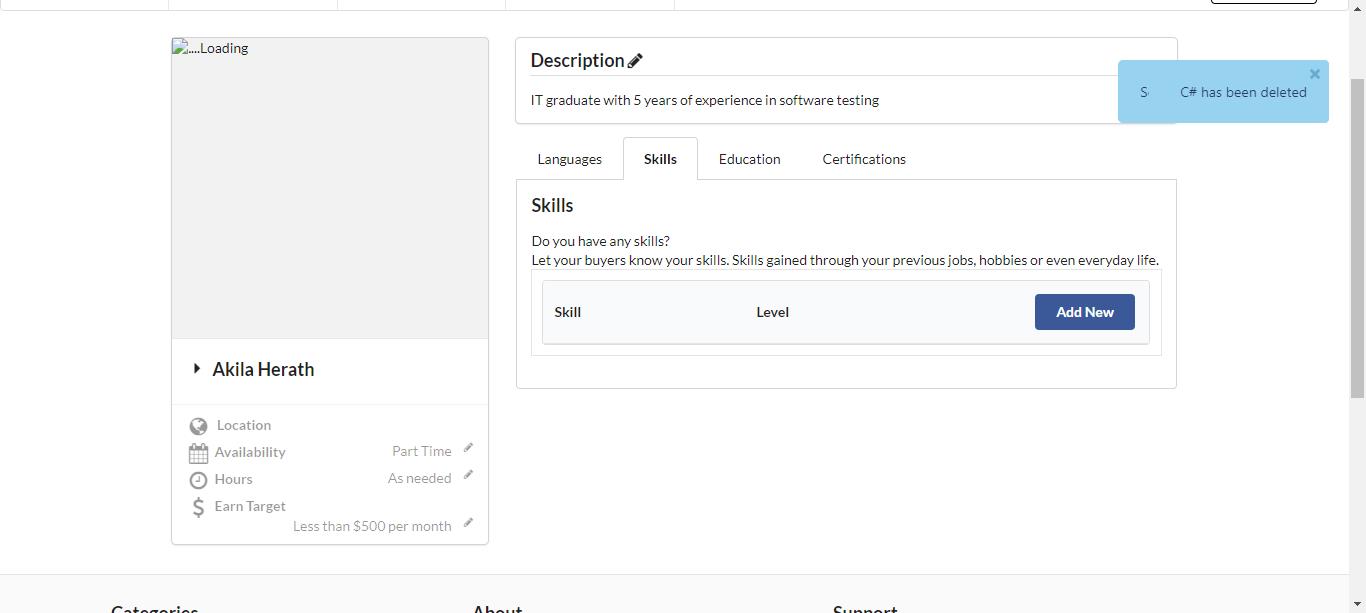 ....Loading
Akila Herath
Location
Availability Part Time
Hours As needed
Earn Target
Less than $500 per month
Description
IT graduate with 5 years of experience in software testing
C# has been deleted
Languages Skills Education Certifications
Skills
Do you have any skills?
Let your buyers know your skills. Skills gained through your previous jobs, hobbies or even everyday life.
Skill Level Add New
Categories About Support